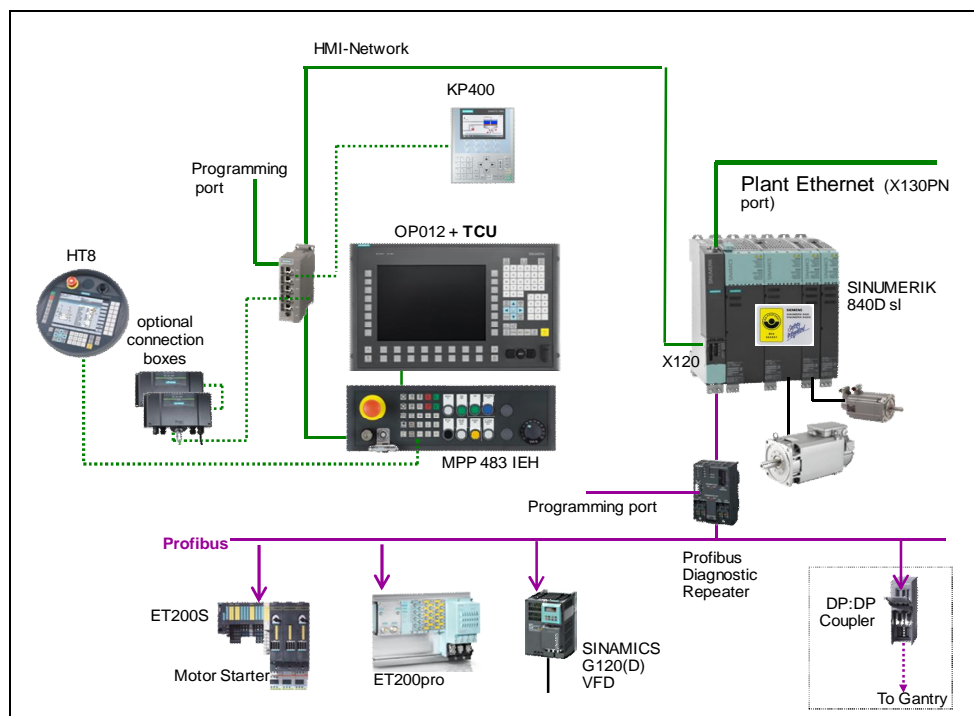 HMI-Network
KP400
Programming
port
Plant Ethernet (X130PN
port)
OP012 + TCU
HT8
SINUMERIK
840D sl
optional
connection
boxes
X120
MPP 483 IEH
Programming port
Profibus
Profibus
Diagnostic
Repeater
DP:DP
Coupler
ET200S
SINAMICS
G120(D)
VFD
Motor Starter
ET200pro
To Gantry